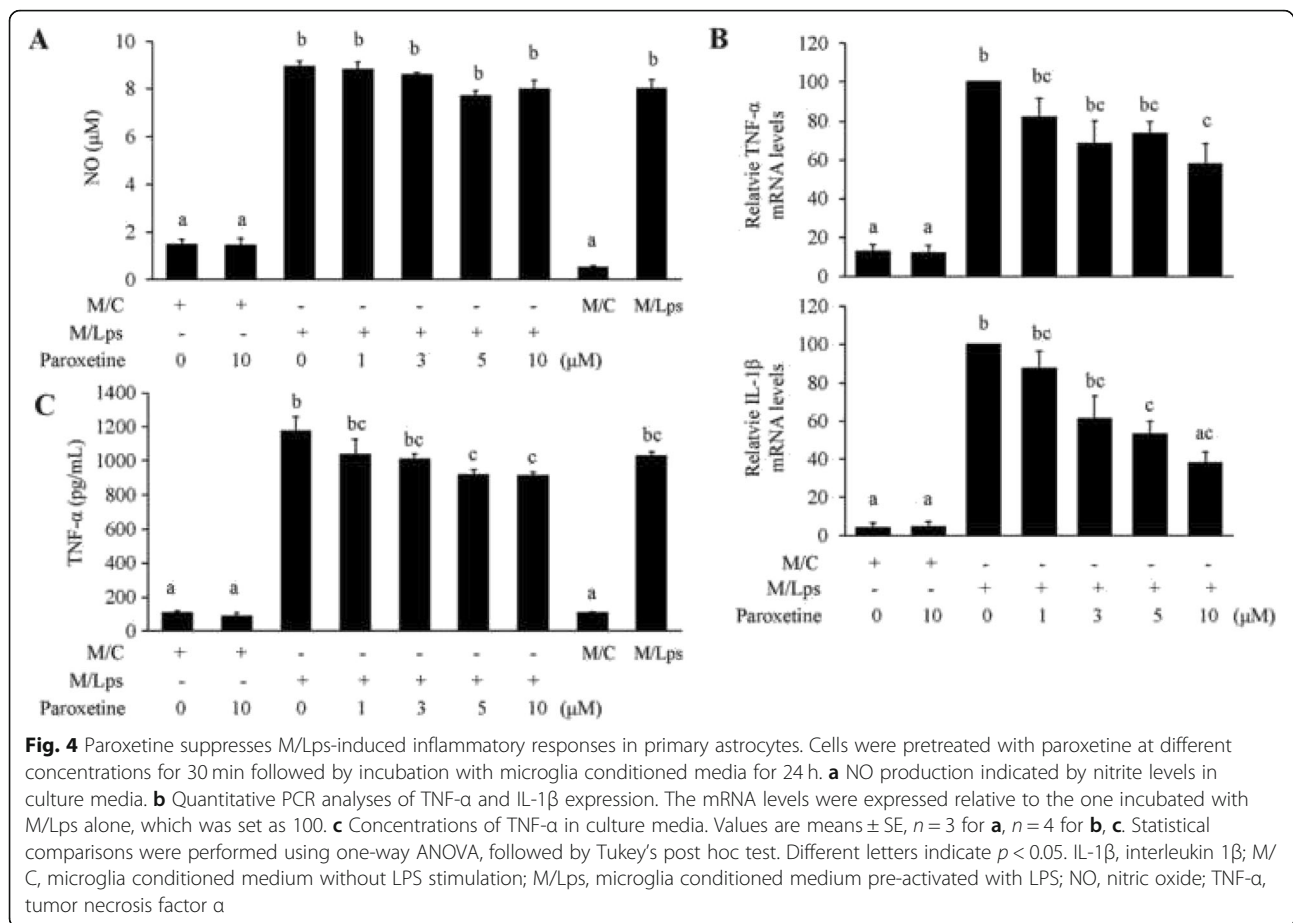 A
10
b
b
b
b
b
b
8
6
NO (μM)
4
2
a
a
a
0
M/C + + - - - - - M/C M/Lps
M/Lps - - + + + + +
Paroxetine 0 10 0 1 3 5 10 (μM)
B
120
b
bc
bc
bc
c
100
80
60
40
20
0
a
a
Relatvie TNF-α
mRNA levels
120
b
bc
bc
c
ac
100
80
60
40
20
0
a
a
Relatvie IL-1β
mRNA levels
M/C + + - - - - -
M/Lps - - + + + + +
Paroxetine 0 10 0 1 3 5 10 (μM)
C
1400
b
bc
bc
c
c
bc
1200
1000
800
600
400
200
0
a
a
a
TNF-α (pg/mL)
M/C + + - - - - - M/C M/Lps
M/Lps - - + + + + +
Paroxetine 0 10 0 1 3 5 10 (μM)
Fig. 4 Paroxetine suppresses M/Lps-induced inflammatory responses in primary astrocytes. Cells were pretreated with paroxetine at different
concentrations for 30 min followed by incubation with microglia conditioned media for 24 h. a NO production indicated by nitrite levels in
culture media. b Quantitative PCR analyses of TNF-α and IL-1β expression. The mRNA levels were expressed relative to the one incubated with
M/Lps alone, which was set as 100. c Concentrations of TNF-α in culture media. Values are means ± SE, n = 3 for a, n = 4 for b, c. Statistical
comparisons were performed using one-way ANOVA, followed by Tukey's post hoc test. Different letters indicate p < 0.05. IL-1β, interleukin 1β; M/
C, microglia conditioned medium without LPS stimulation; M/Lps, microglia conditioned medium pre-activated with LPS; NO, nitric oxide; TNF-α,
tumor necrosis factor α